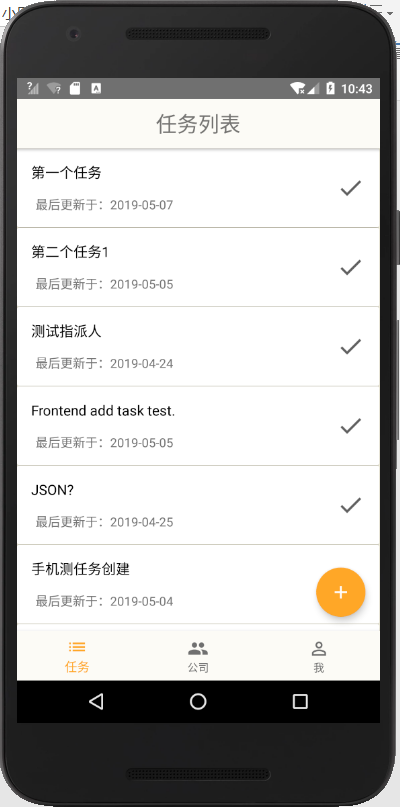 10:43
任务列表
第一个任务
最后更新于：2019-05-07
第二个任务1
最后更新于：2019-05-05
测试指派人
最后更新于：2019-04-24
Frontend add task test.
最后更新于：2019-05-05
JSON?
最后更新于：2019-04-25
手机测任务创建
最后更新于：2019-05-04
任务
公司
我